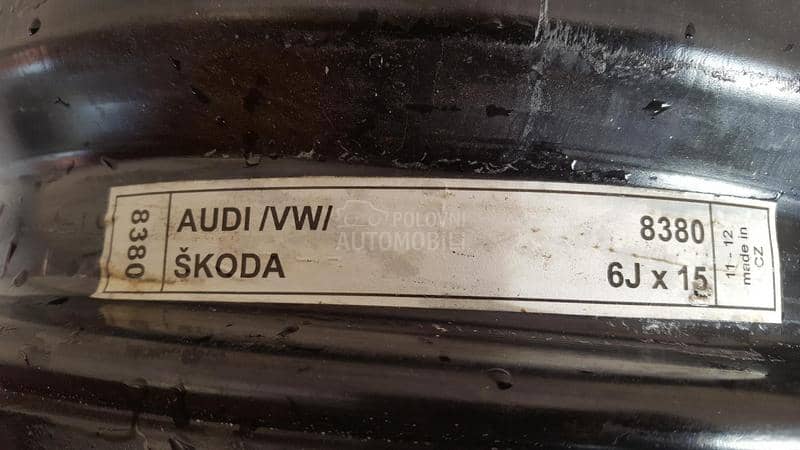 8380
AUDI /VW/
ŠKODA
8380
6J x 15
11 - 12
made in
CZ
POLOVNI
AUTOMOBILI